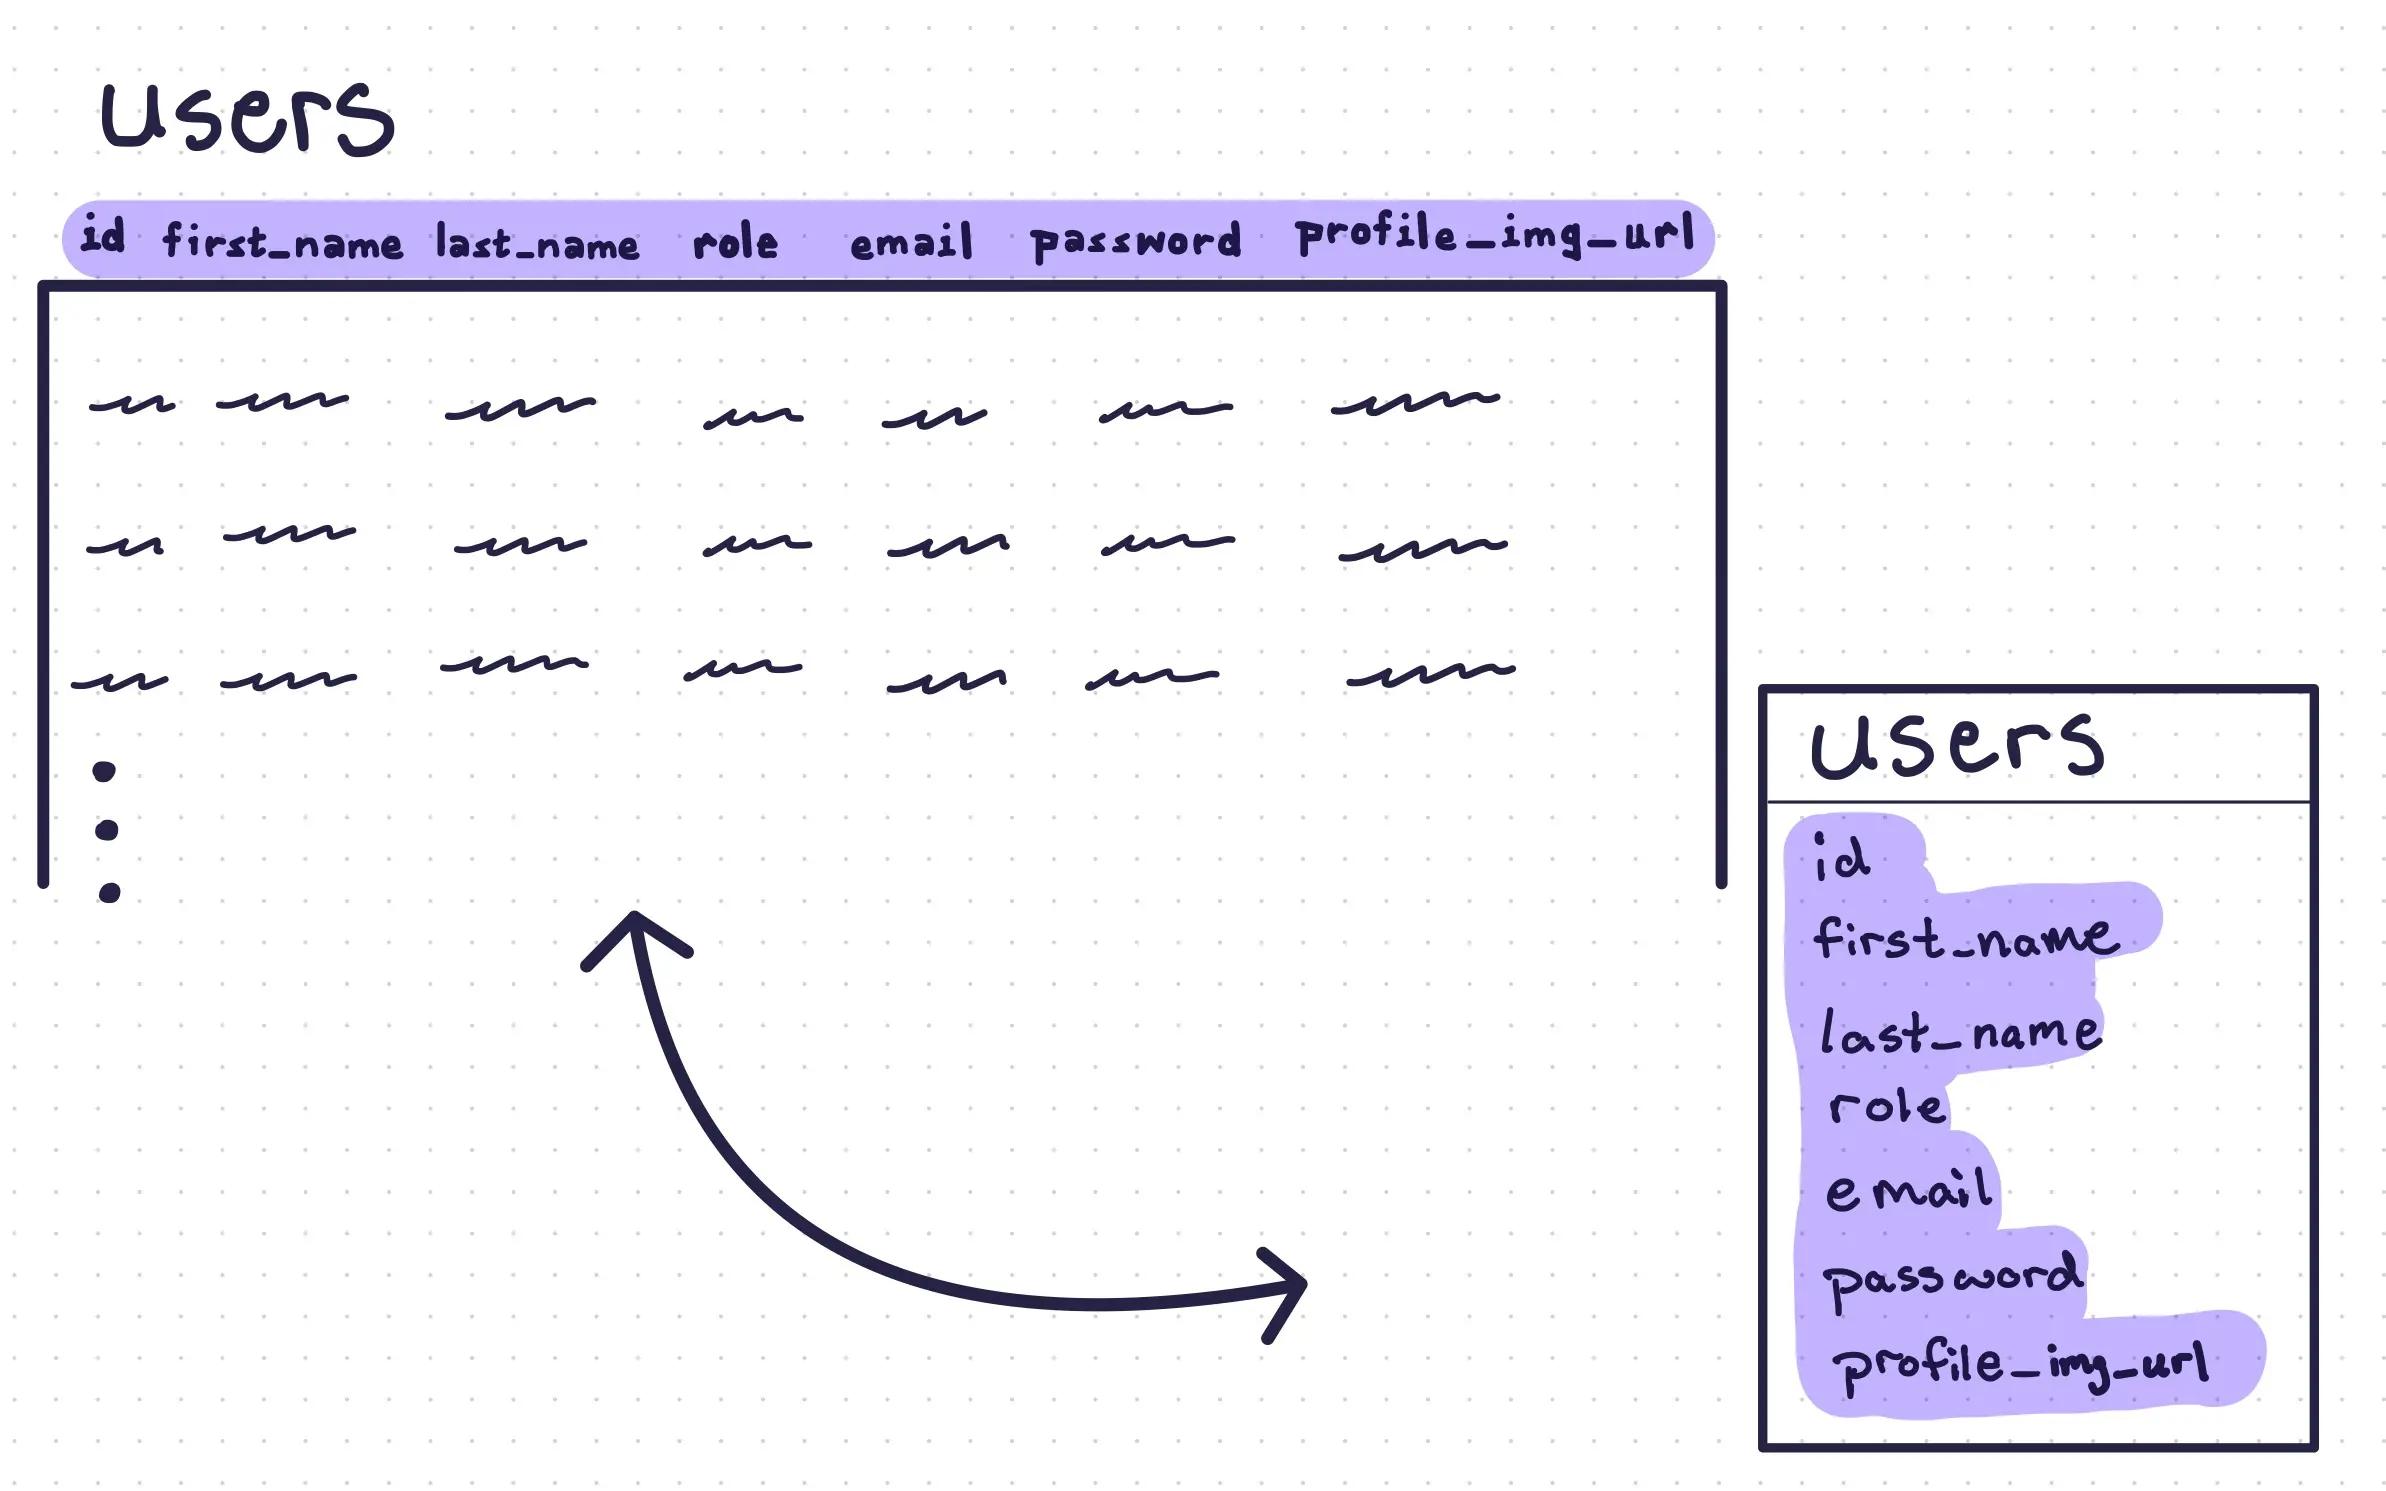 users
id first_name last_name role email password profile_img_url
users
id
first_name
last_name
role
email
password
profile_img_url